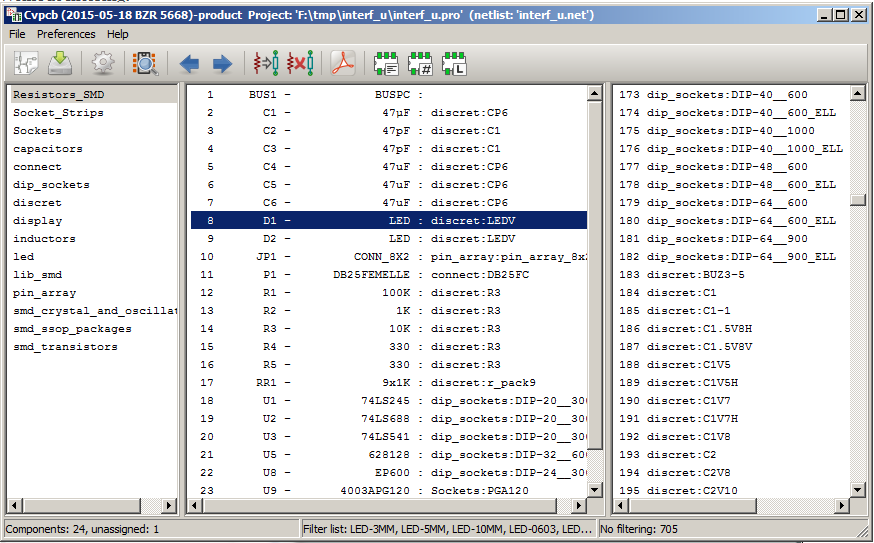 Cvpcb (2015-05-18 BZR 5668)-product  Project: 'F:\tmp\interf_u\interf_u.pro'  (netlist: 'interf_u.net')
File Preferences Help
#
L
Resistors_SMD
Socket_Strips
Sockets
capacitors
connect
dip_sockets
discret
display
inductors
led
lib_smd
pin_array
smd_crystal_and_oscillat
smd_ssop_packages
smd_transistors
1 BUS1 - BUSPC :
2 C1 - 47µF : discret:CP6
3 C2 - 47pF : discret:C1
4 C3 - 47pF : discret:C1
5 C4 - 47uF : discret:CP6
6 C5 - 47uF : discret:CP6
7 C6 - 47uF : discret:CP6
8 D1 - LED : discret:LEDV
9 D2 - LED : discret:LEDV
10 JP1 - CONN_8X2 : pin_array:pin_array_8x2
11 P1 - DB25FEMELLE : connect:DB25FC
12 R1 - 100K : discret:R3
13 R2 - 1K : discret:R3
14 R3 - 10K : discret:R3
15 R4 - 330 : discret:R3
16 R5 - 330 : discret:R3
17 RR1 - 9x1K : discret:r_pack9
18 U1 - 74LS245 : dip_sockets:DIP-20__300
19 U2 - 74LS688 : dip_sockets:DIP-20__300
20 U3 - 74LS541 : dip_sockets:DIP-20__300
21 U5 - 628128 : dip_sockets:DIP-32__600
22 U8 - EP600 : dip_sockets:DIP-24__300
23 U9 - 4003APG120 : Sockets:PGA120
173 dip_sockets:DIP-40__600
174 dip_sockets:DIP-40__600_ELL
175 dip_sockets:DIP-40__1000
176 dip_sockets:DIP-40__1000_ELL
177 dip_sockets:DIP-48__600
178 dip_sockets:DIP-48__600_ELL
179 dip_sockets:DIP-64__600
180 dip_sockets:DIP-64__600_ELL
181 dip_sockets:DIP-64__900
182 dip_sockets:DIP-64__900_ELL
183 discret:BUZ3-5
184 discret:C1
185 discret:C1-1
186 discret:C1.5V8H
187 discret:C1.5V8V
188 discret:C1V5
189 discret:C1V5H
190 discret:C1V7
191 discret:C1V7H
192 discret:C1V8
193 discret:C2
194 discret:C2V8
195 discret:C2V10
Components: 24, unassigned: 1
Filter list: LED-3MM, LED-5MM, LED-10MM, LED-0603, LED...
No filtering: 705